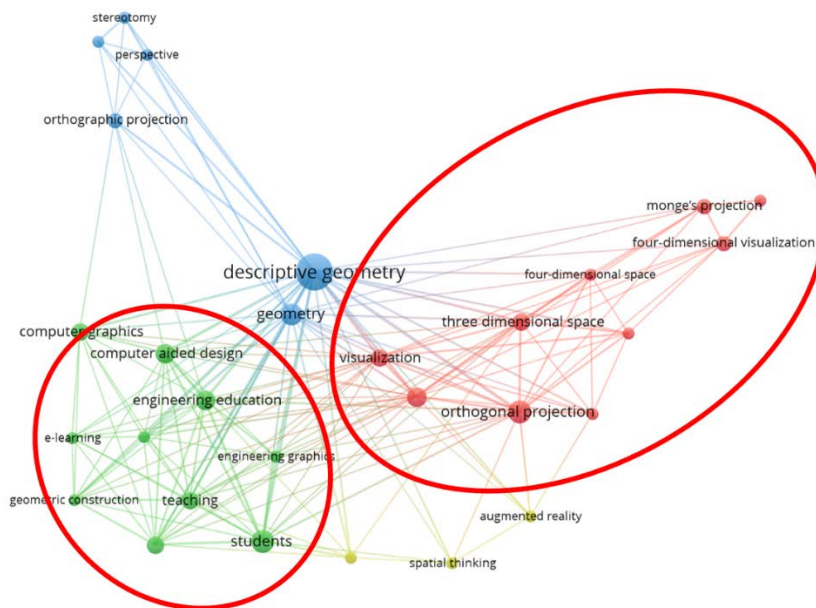 stereotomy
perspective
orthographic projection
monge's projection
four-dimensional visualization
descriptive geometry
four-dimensional space
geometry
three dimensional space
computer graphics
computer aided design
visualization
engineering education
orthogonal projection
e-learning
engineering graphics
geometric construction
teaching
augmented reality
students
spatial thinking